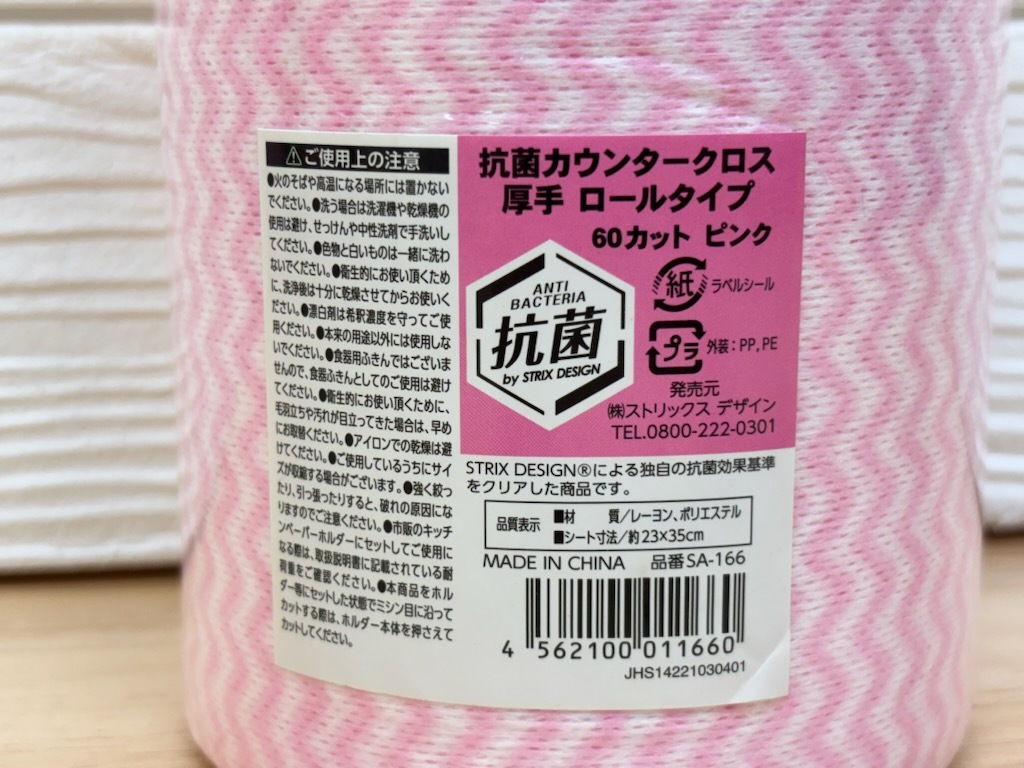 ⚠ご使用上の注意
●火のそばや高温になる場所には置かない
でください。●洗う場合は洗濯機や乾燥機の
使用は避け、せっけんや中性洗剤で手洗いし
てください。●色物と白いものは一緒に洗わ
ないでください。●衛生的にお使い頂くため
に、洗浄後は十分に乾燥させてからお使いく
ださい。●漂白剤は希釈濃度を守ってご使
用ください。●本来の用途以外には使用しな
いでください。●食器用ふきんではございま
せんので、食器ふきんとしてのご使用は避け
てください。●衛生的にお使い頂くために、
毛羽立ちや汚れが目立ってきた場合は、早め
にお取替ください。●アイロンでの乾燥は避
けてください。●ご使用しているうちにサイ
ズが収縮する場合がございます。●強く絞っ
たり、引っ張ったりすると、破れの原因にな
りますのでご注意ください。●市販のキッチ
ンペーパーホルダーにセットしてご使用に
なる際は、取扱説明書に記載されている耐
荷重をご確認ください。●本商品をホル
ダー等にセットした状態でミシン目に沿って
カットする際は、ホルダー本体を押さえて
カットしてください。
抗菌カウンタークロス
厚手 ロールタイプ
60カット ピンク
ANTI
BACTERIA
抗菌
by STRIX DESIGN
紙 ラベルシール
プラ 外装：PP,PE
発売元
㈱ストリックス デザイン
TEL.0800-222-0301
STRIX DESIGN®による独自の抗菌効果基準
をクリアした商品です。
品質表示
■材　質／レーヨン、ポリエステル
■シート寸法／約23×35cm
MADE IN CHINA 品番SA-166
4 562100 011660
JHS14221030401